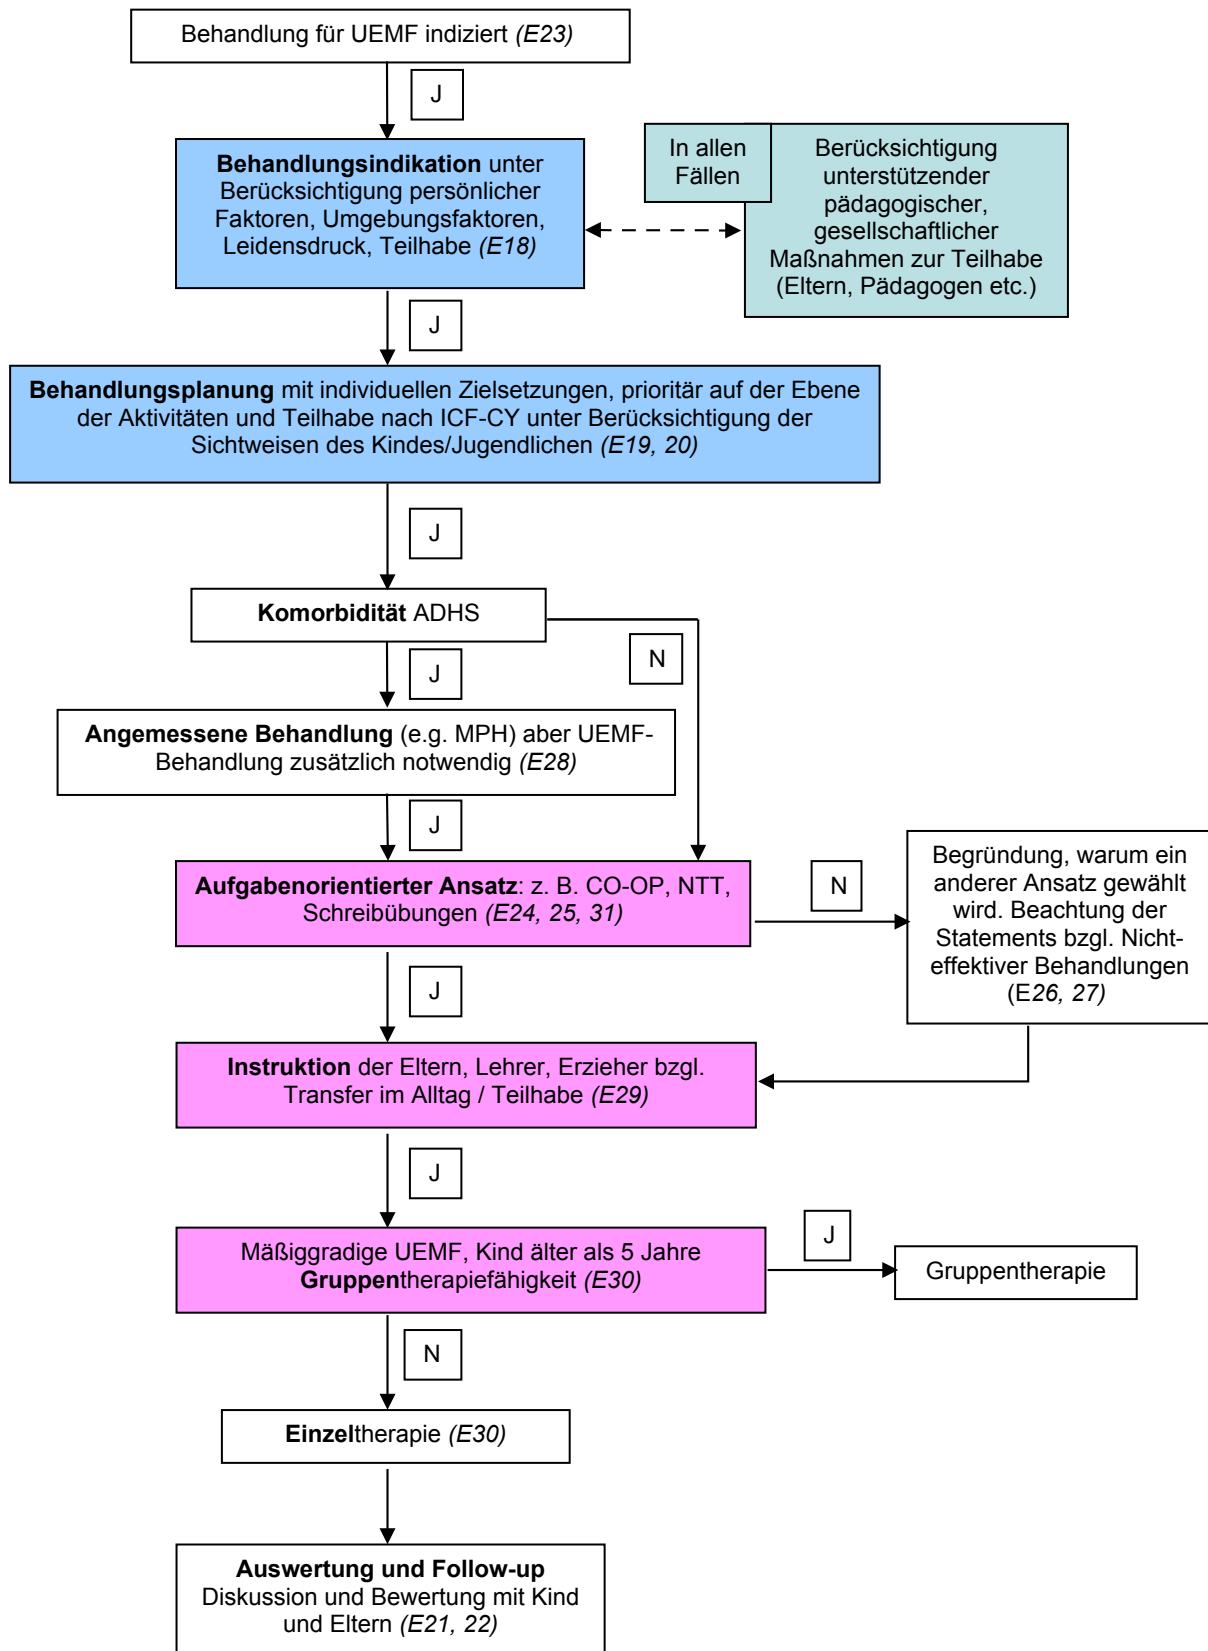 Behandlung für UEMF indiziert (E23)
J
Behandlungsindikation unter
Berücksichtigung persönlicher
Faktoren, Umgebungsfaktoren,
Leidensdruck, Teilhabe (E18)
In allen
Fällen
Berücksichtigung
unterstützender
pädagogischer,
gesellschaftlicher
Maßnahmen zur Teilhabe
(Eltern, Pädagogen etc.)
J
Behandlungsplanung mit individuellen Zielsetzungen, prioritär auf der Ebene
der Aktivitäten und Teilhabe nach ICF-CY unter Berücksichtigung der
Sichtweisen des Kindes/Jugendlichen (E19, 20)
J
Komorbidität ADHS
J
N
Angemessene Behandlung (e.g. MPH) aber UEMF-
Behandlung zusätzlich notwendig (E28)
J
Aufgabenorientierter Ansatz: z. B. CO-OP, NTT,
Schreibübungen (E24, 25, 31)
N
Begründung, warum ein
anderer Ansatz gewählt
wird. Beachtung der
Statements bzgl. Nicht-
effektiver Behandlungen
(E26, 27)
J
Instruktion der Eltern, Lehrer, Erzieher bzgl.
Transfer im Alltag / Teilhabe (E29)
J
Mäßiggradige UEMF, Kind älter als 5 Jahre
Gruppentherapiefähigkeit (E30)
J
Gruppentherapie
N
Einzeltherapie (E30)
Auswertung und Follow-up
Diskussion und Bewertung mit Kind
und Eltern (E21, 22)